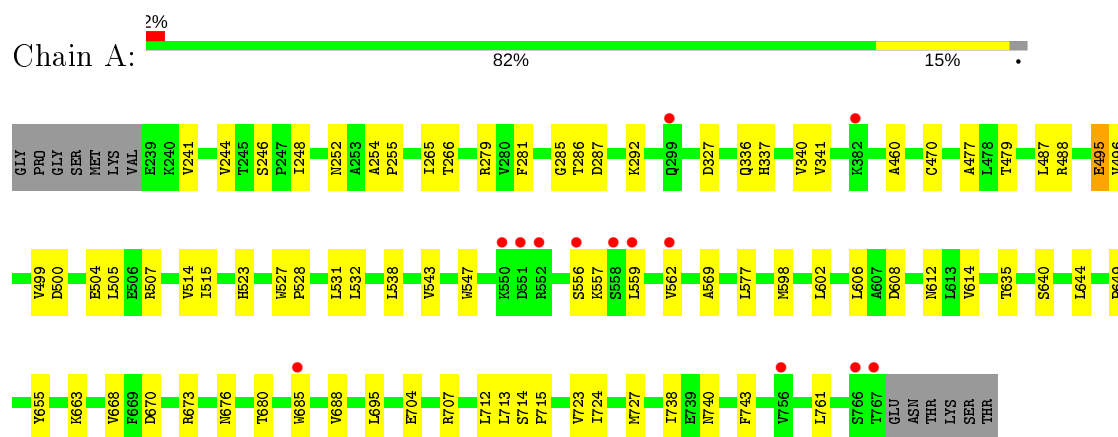 2%
Chain A:
82% 15% •
GLY PRO GLY SER MET LYS VAL E239 K240 V241 V244 T245 S246 P247 I248 N252 A253 A254 P255 I265 T266 R279 V280 F281 G285 T286 D287 K292 Q299 D327 Q336 H337 V340 V341 K382 A460 C470 A477 L478 T479 L487 R488 E495
V499 D500 E504 L505 E506 R507 V514 I515 H523 W527 P528 L531 L532 L538 V543 W547 K550 D551 R552 S556 K557 S558 L559 V562 A569 L577 M598 L602 L606 A607 D608 N612 L613 V614 T635 S640 L644
Y655 K663 V668 F669 D670 R673 N676 T680 W685 V688 L695 E704 R707 L712 L713 S714 P715 V723 I724 M727 I738 E739 N740 F743 V756 L761 S766 T767 GLU ASN THR LYS SER THR